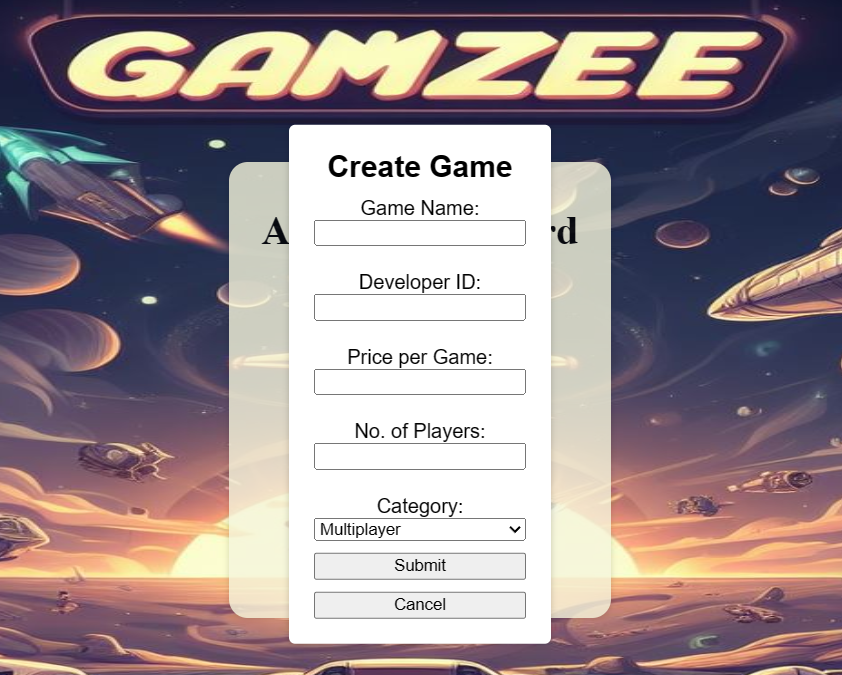 GAMZEE
Create Game
Game Name:
Developer ID:
Price per Game:
No. of Players:
Category:
Multiplayer
Submit
Cancel